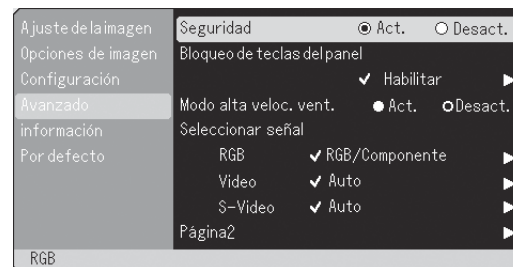 Ajuste de la imagen
Opciones de imagen
Configuración
Avanzado
información
Por defecto
Seguridad Act. Desact.
Bloqueo de teclas del panel
Habilitar
Modo alta veloc. vent. Act. Desact.
Seleccionar señal
RGB RGB/Componente
Video Auto
S-Video Auto
Página2
RGB